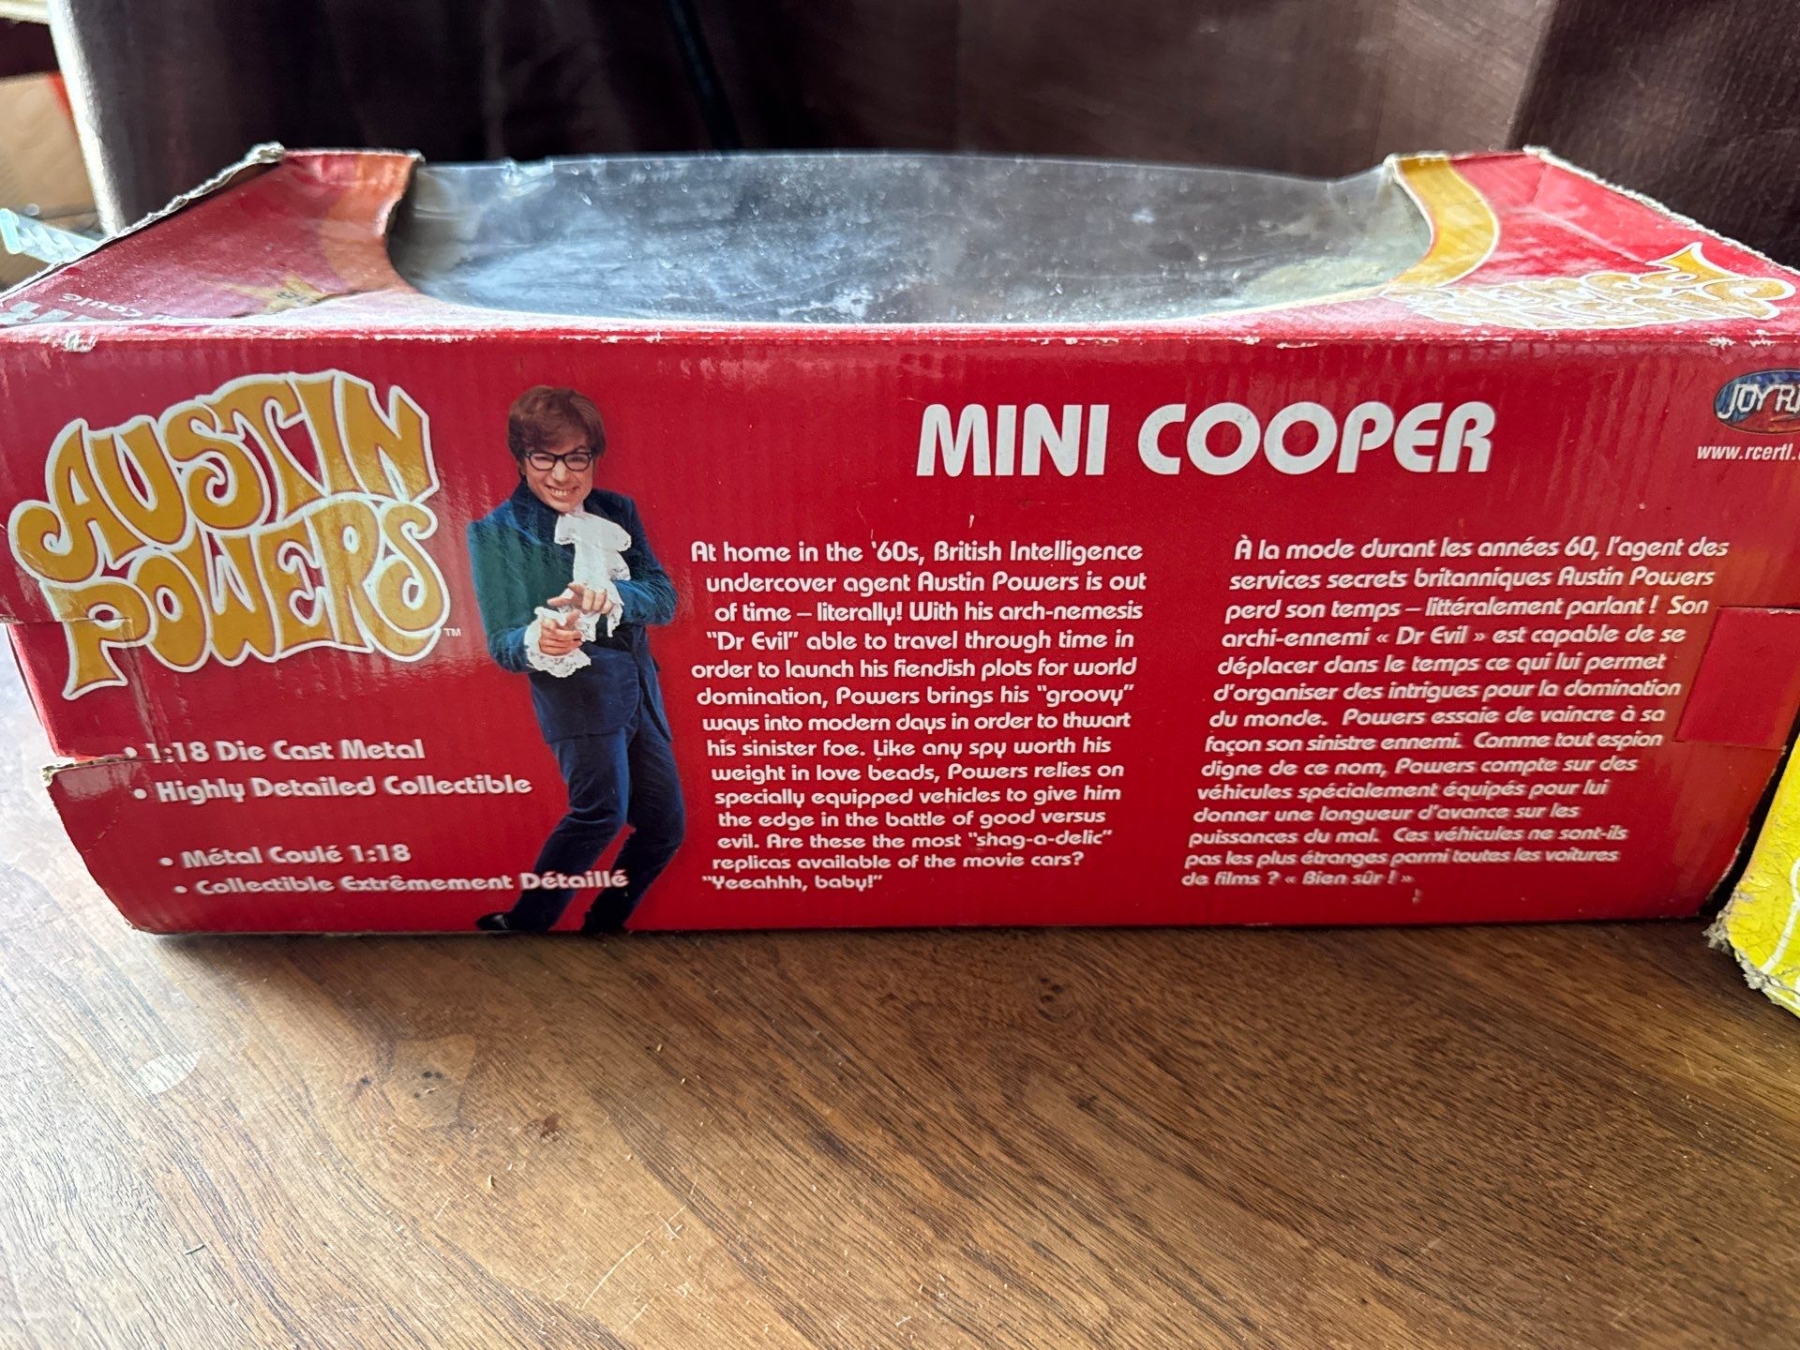 AUSTIN
POWERS™
• 1:18 Die Cast Metal
• Highly Detailed Collectible
• Métal Coulé 1:18
• Collectible Extrêmement Détaillé
MINI COOPER
At home in the '60s, British Intelligence
undercover agent Austin Powers is out
of time – literally! With his arch-nemesis
"Dr Evil" able to travel through time in
order to launch his fiendish plots for world
domination, Powers brings his "groovy"
ways into modern days in order to thwart
his sinister foe. Like any spy worth his
weight in love beads, Powers relies on
specially equipped vehicles to give him
the edge in the battle of good versus
evil. Are these the most "shag-a-delic"
replicas available of the movie cars?
"Yeeahhh, baby!"
À la mode durant les années 60, l'agent des
services secrets britanniques Austin Powers
perd son temps – littéralement parlant ! Son
archi-ennemi « Dr Evil » est capable de se
déplacer dans le temps ce qui lui permet
d'organiser des intrigues pour la domination
du monde. Powers essaie de vaincre à sa
façon son sinistre ennemi. Comme tout espion
digne de ce nom, Powers compte sur des
véhicules spécialement équipés pour lui
donner une longueur d'avance sur les
puissances du mal. Ces véhicules ne sont-ils
pas les plus étranges parmi toutes les voitures
de films ? « Bien sûr ! »
JOY
www.rcertl.